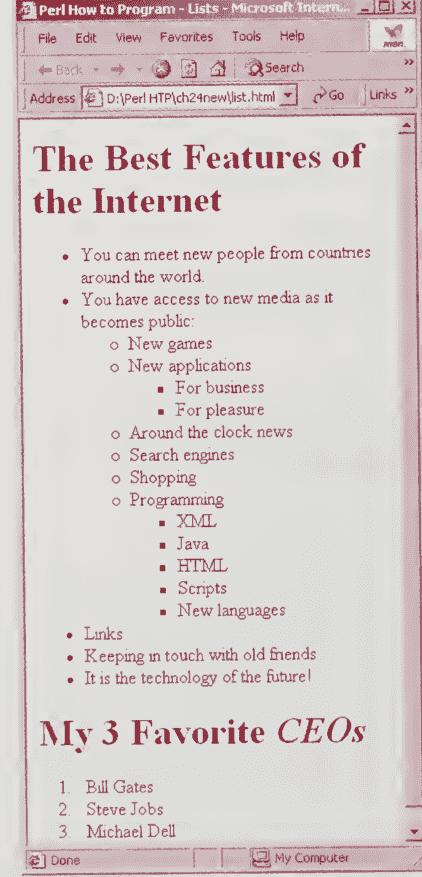 Perl How to Program - Lists - Microsoft Intern...
File Edit View Favorites Tools Help
msn
Back Search »
Address D:\Perl HTP\ch24new\list.html Go Links »
The Best Features of
the Internet
• You can meet new people from countries
around the world.
• You have access to new media as it
becomes public:
○ New games
○ New applications
▪ For business
▪ For pleasure
○ Around the clock news
○ Search engines
○ Shopping
○ Programming
▪ XML
▪ Java
▪ HTML
▪ Scripts
▪ New languages
• Links
• Keeping in touch with old friends
• It is the technology of the future!
My 3 Favorite CEOs
1. Bill Gates
2. Steve Jobs
3. Michael Dell
Done My Computer